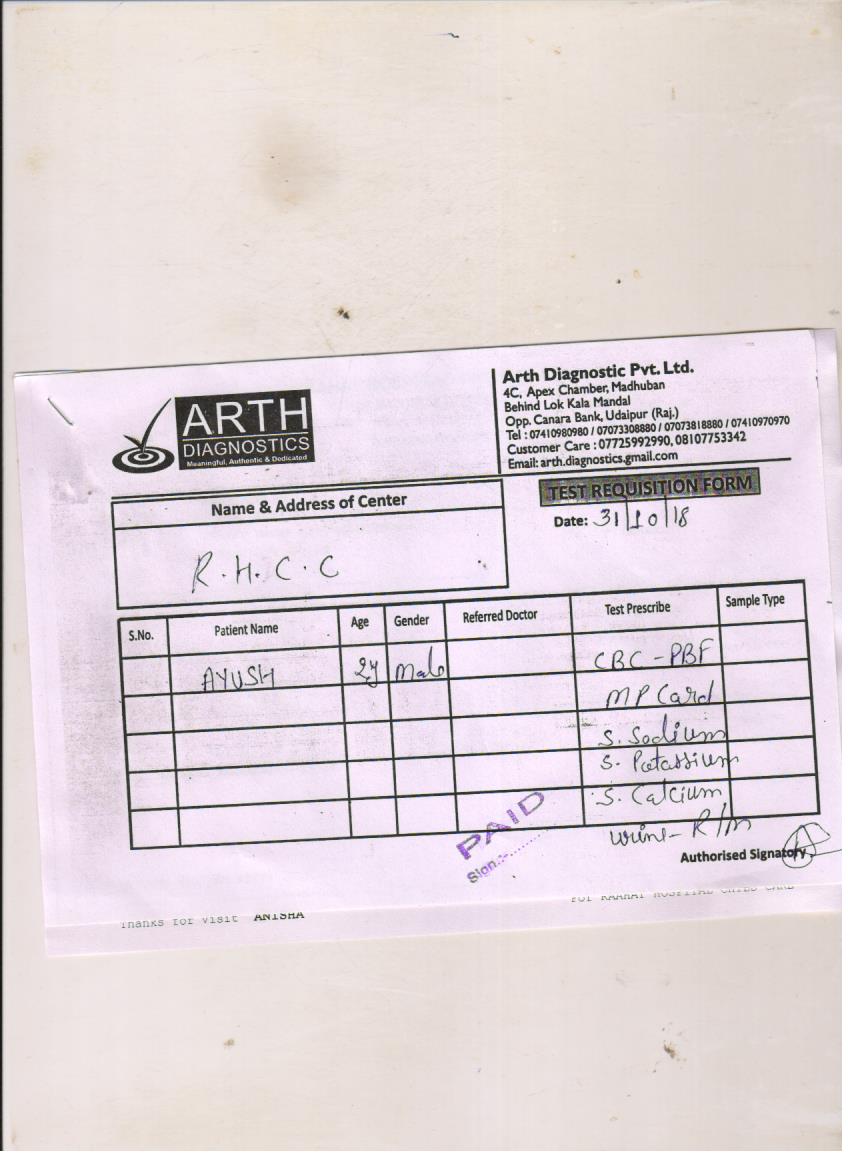 ARTH
DIAGNOSTICS
Meaningful, Authentic & Dedicated
Arth Diagnostic Pvt. Ltd.
4C, Apex Chamber, Madhuban
Behind Lok Kala Mandal
Opp. Canara Bank, Udaipur (Raj.)
Tel : 07410980980 / 07073308880 / 07073818880 / 07410970970
Customer Care : 07725992990, 08107753342
Email: arth.diagnostics.gmail.com
TEST REQUISITION FORM
Date: 31/10/18
Name & Address of Center
R.H.C.C
S.No. Patient Name Age Gender Referred Doctor Test Prescribe Sample Type
AYUSH 2y Male CBC-PBF
MP Card
S. Sodium
S. Potassium
S. Calcium
urine- R/m
PAID
Sign.:-
Authorised Signatory
Thanks for visit ANISHA